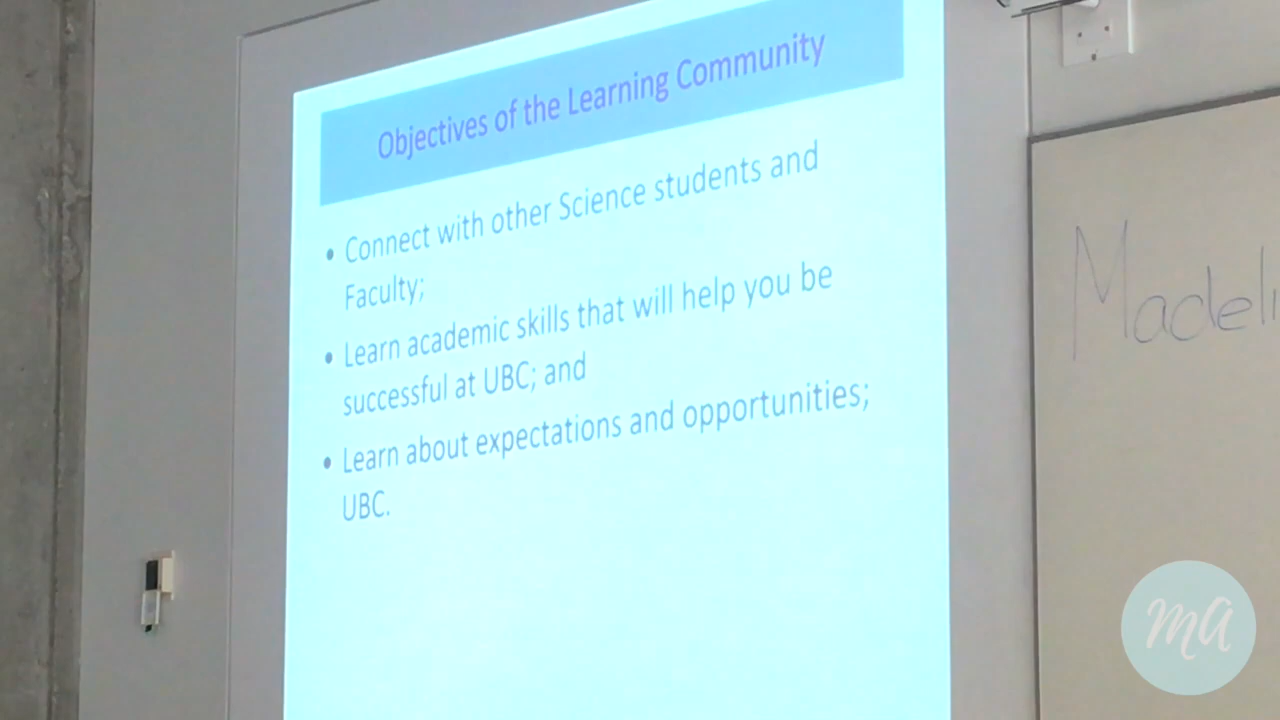 Objectives of the Learning Community
• Connect with other Science students and
Faculty;
• Learn academic skills that will help you be
successful at UBC; and
• Learn about expectations and opportunities;
UBC.
Madeli
MA